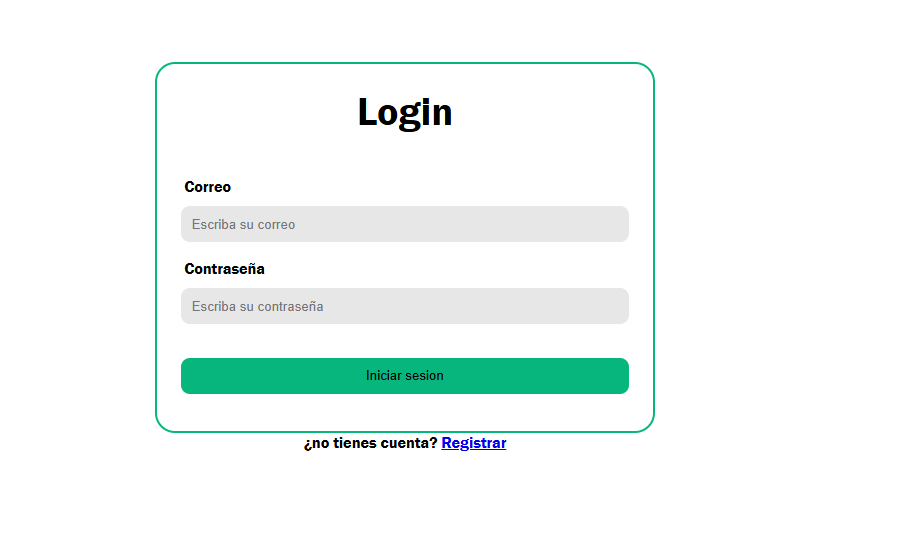 Login
Correo
Escriba su correo
Contraseña
Escriba su contraseña
Iniciar sesion
¿no tienes cuenta? Registrar